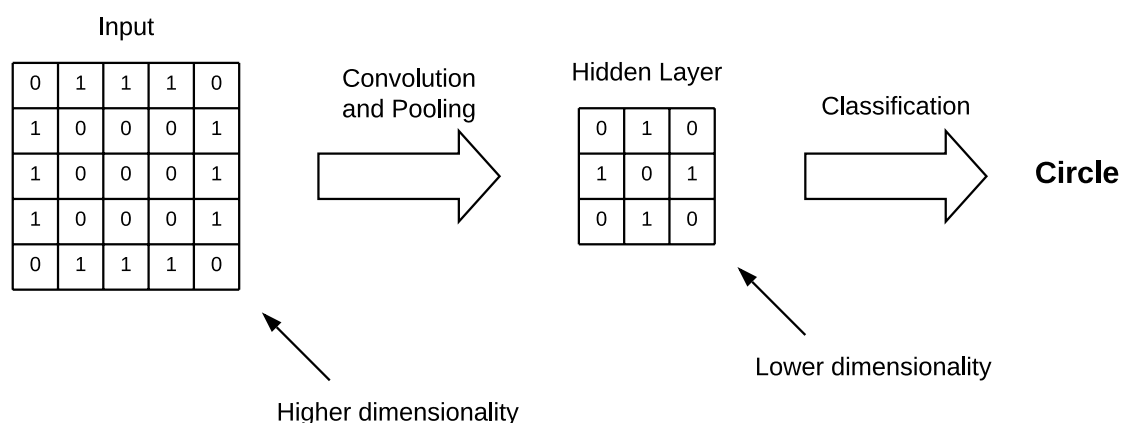 Input
0 1 1 1 0
1 0 0 0 1
1 0 0 0 1
1 0 0 0 1
0 1 1 1 0
Higher dimensionality
Convolution
and Pooling
Hidden Layer
0 1 0
1 0 1
0 1 0
Lower dimensionality
Classification
Circle